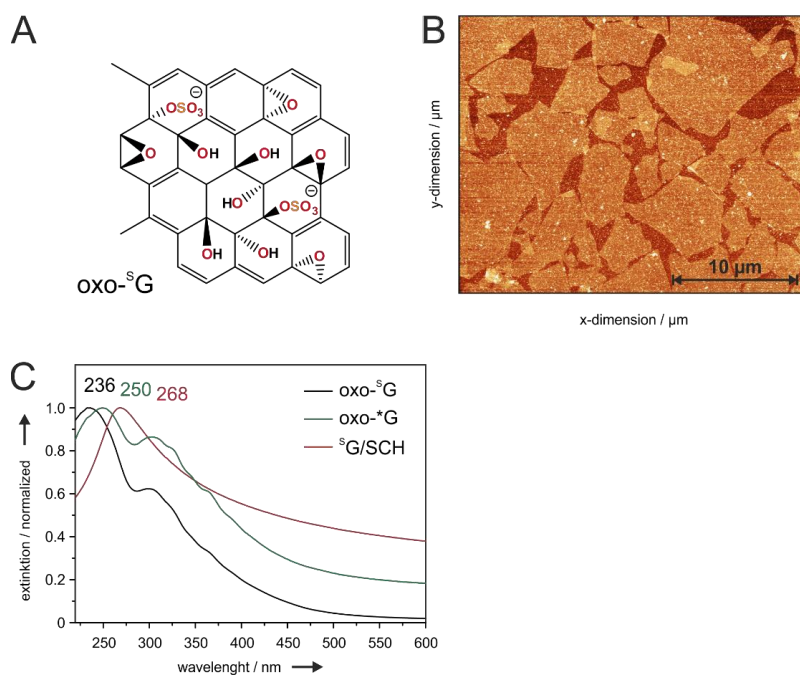 A
OSO3⊖
O
O
OH
OH
O
HO
OSO3⊖
OH
OH
O
oxo-ˢG
B
y-dimension / µm
10 µm
x-dimension / µm
C
236 250 268
oxo-ˢG
oxo-*G
ˢG/SCH
extinktion / normalized
1.0
0.8
0.6
0.4
0.2
0
250 300 350 400 450 500 550 600
wavelenght / nm